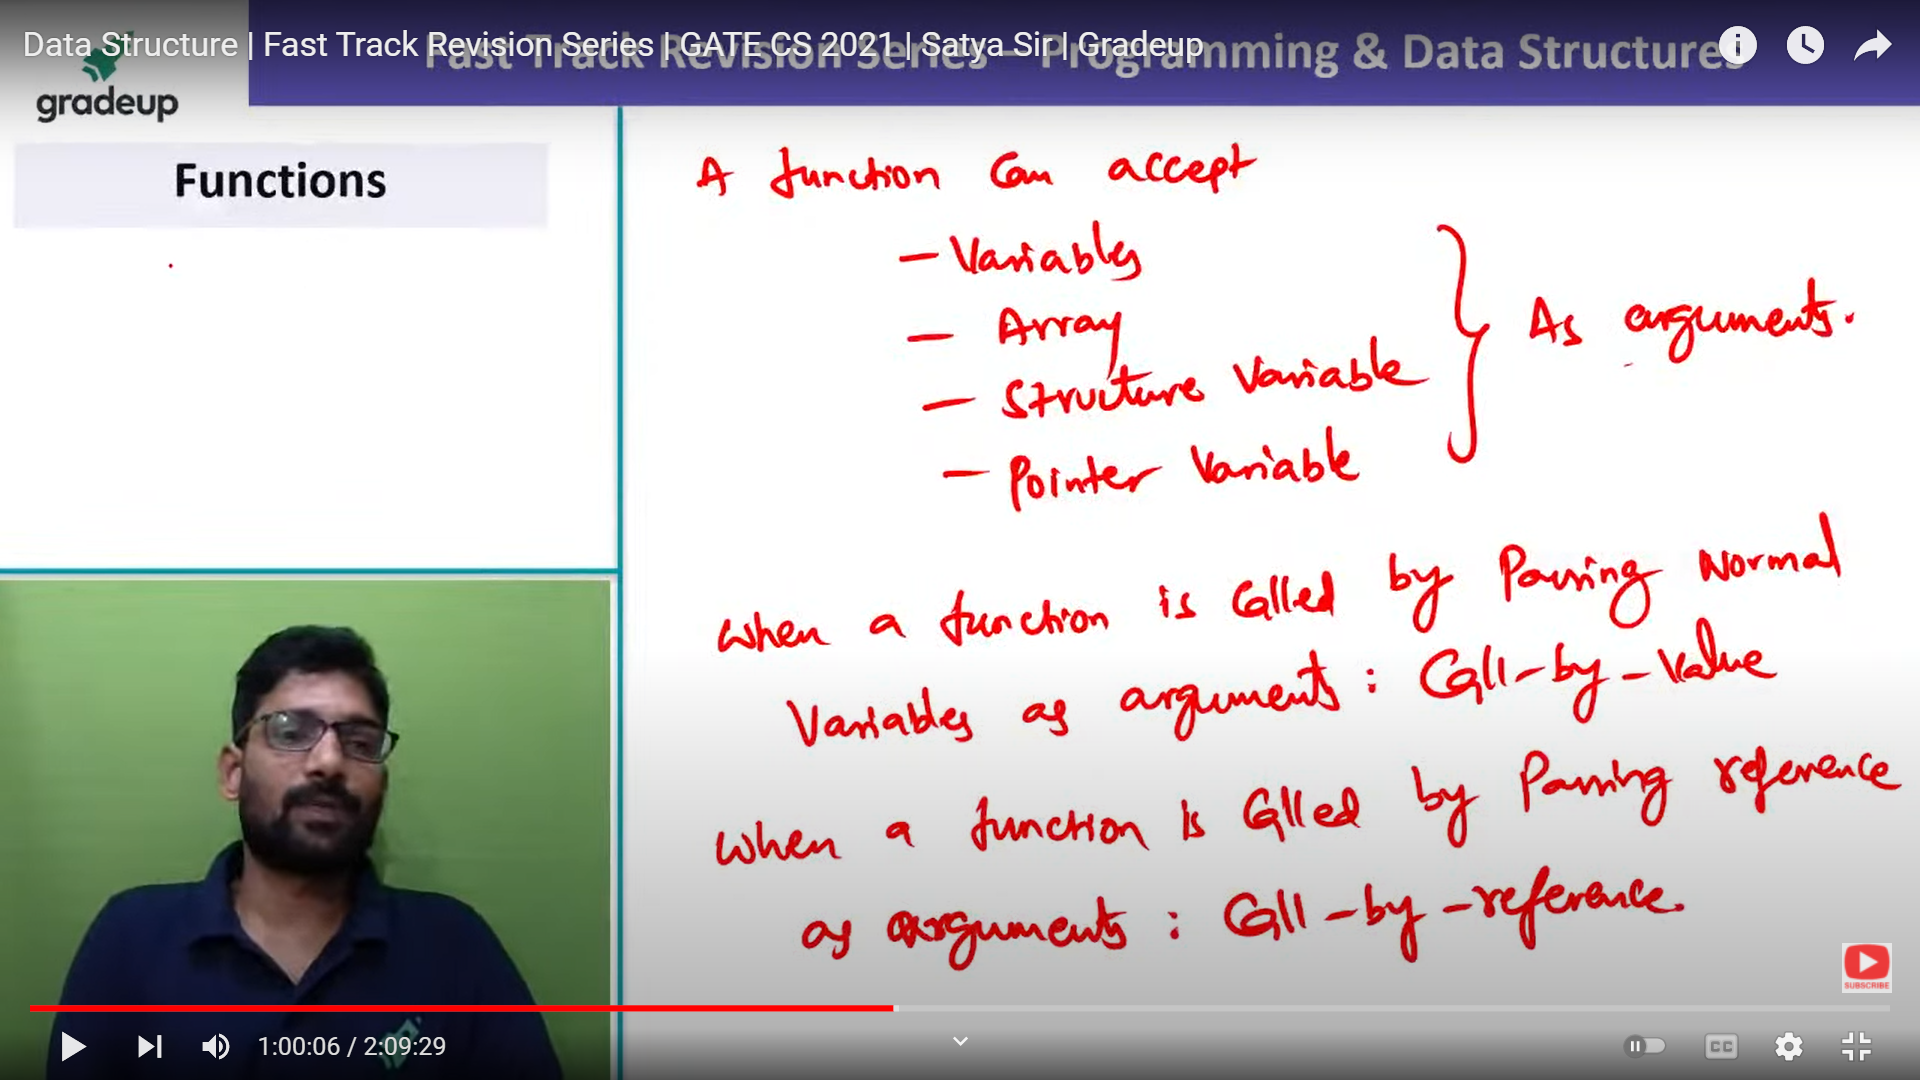 Data Structure | Fast Track Revision Series | GATE CS 2021 | Satya Sir | Gradeup
Fast Track Revision Series - Programming & Data Structures
gradeup
Functions
A function can accept
- Variables
- Array
- Structure Variable
- Pointer Variable
As arguments.
When a function is called by Passing Normal
Variables as arguments : Call-by-Value
When a function is called by Passing reference
as arguments : Call-by-reference.
SUBSCRIBE
1:00:06 / 2:09:29
CC